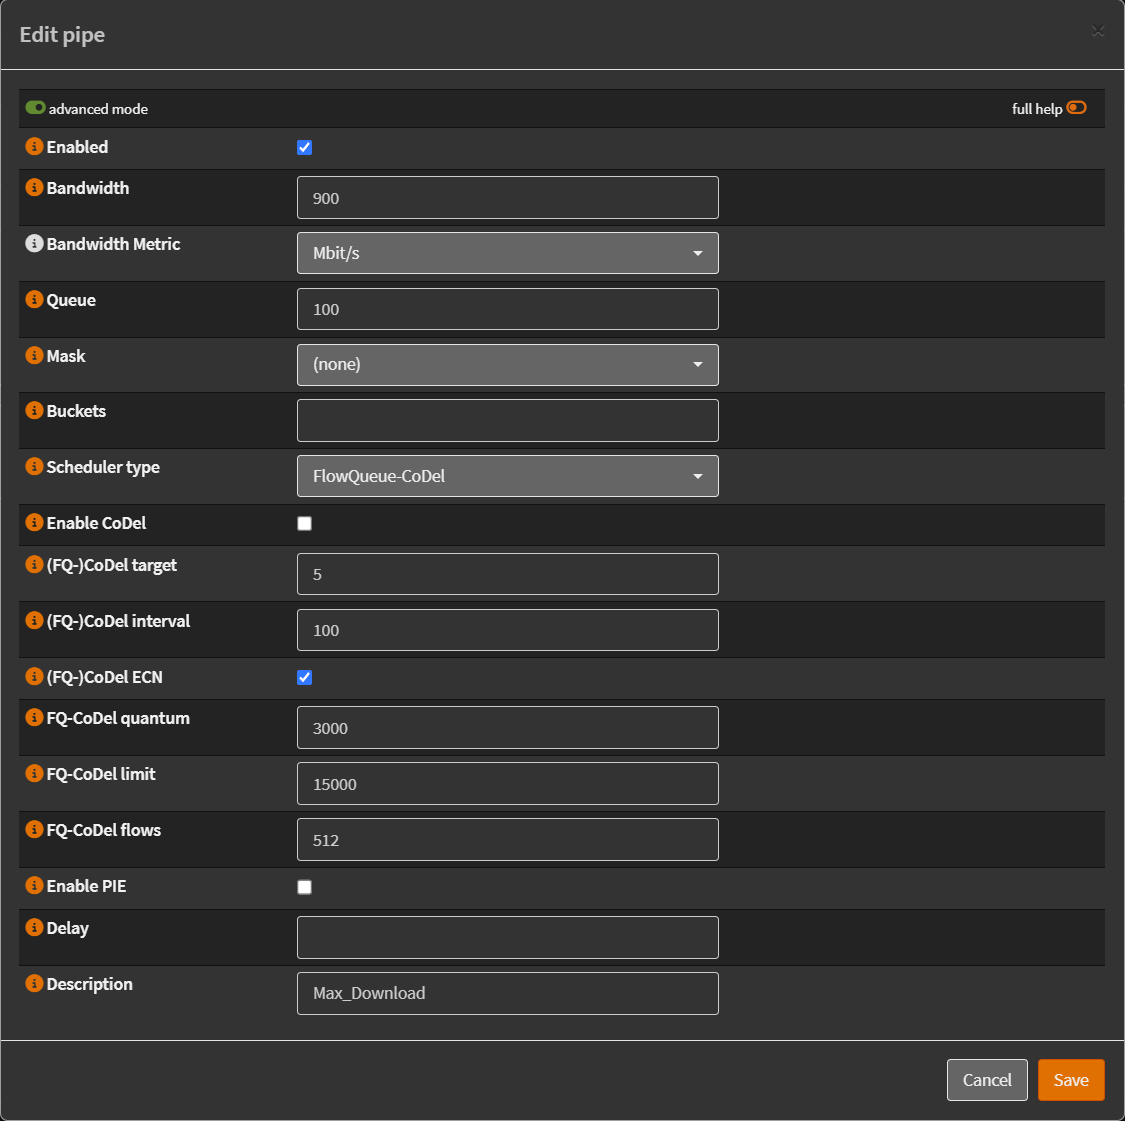 Edit pipe
advanced mode full help
Enabled
Bandwidth 900
Bandwidth Metric Mbit/s
Queue 100
Mask (none)
Buckets
Scheduler type FlowQueue-CoDel
Enable CoDel
(FQ-)CoDel target 5
(FQ-)CoDel interval 100
(FQ-)CoDel ECN
FQ-CoDel quantum 3000
FQ-CoDel limit 15000
FQ-CoDel flows 512
Enable PIE
Delay
Description Max_Download
Cancel Save